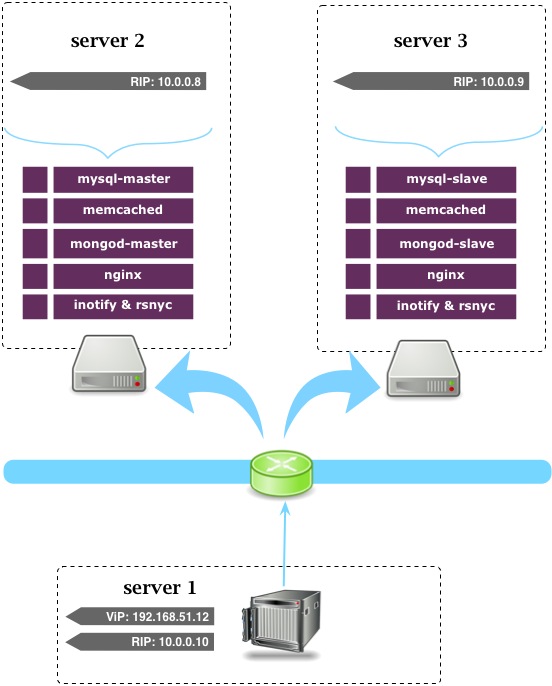 server 2
RIP: 10.0.0.8
mysql-master
memcached
mongod-master
nginx
inotify & rsnyc
server 3
RIP: 10.0.0.9
mysql-slave
memcached
mongod-slave
nginx
inotify & rsnyc
server 1
ViP: 192.168.51.12
RIP: 10.0.0.10